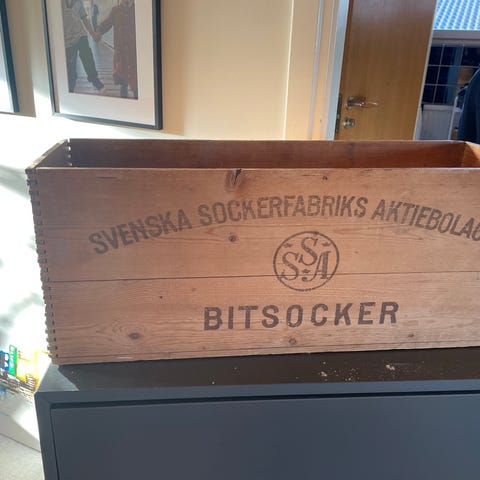 SVENSKA SOCKERFABRIKS AKTIEBOLAG
SSA
BITSOCKER